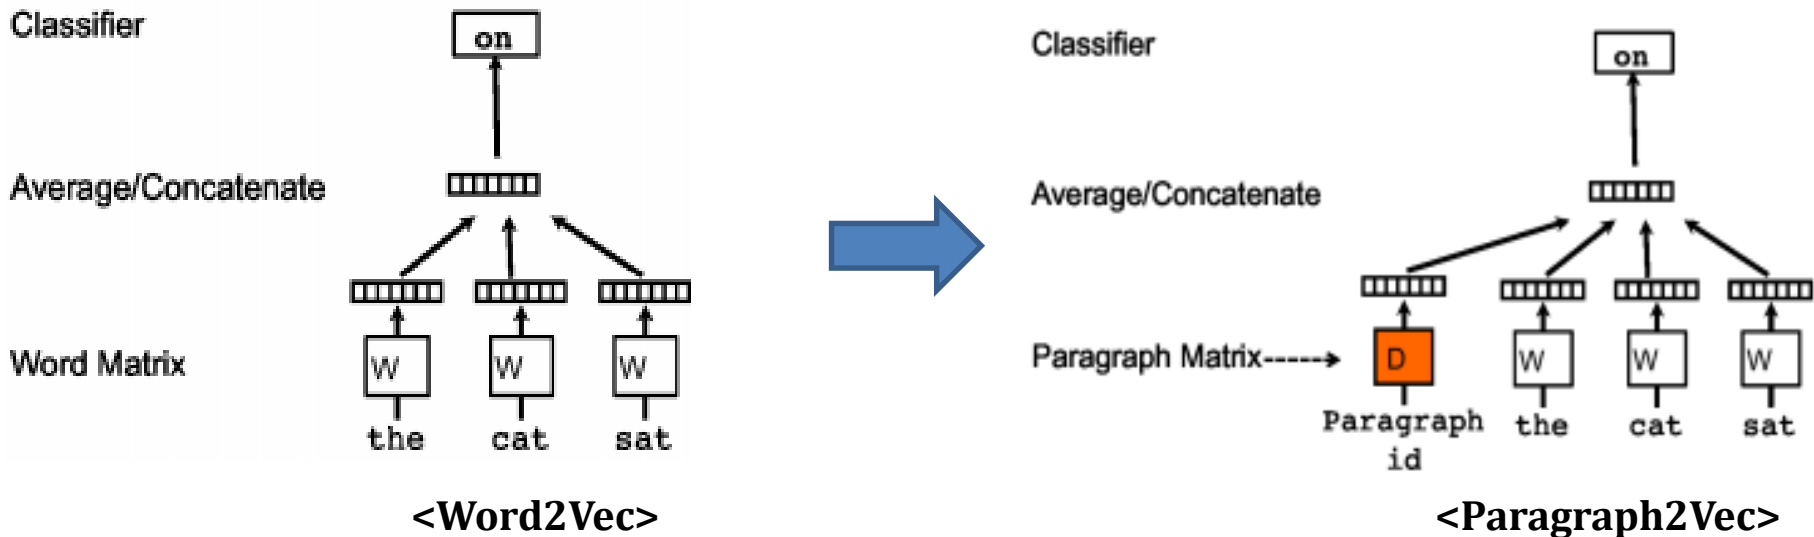 Classifier
on
Average/Concatenate
Word Matrix
W W W
the cat sat
<Word2Vec>
Classifier
on
Average/Concatenate
Paragraph Matrix----->
D W W W
Paragraph the cat sat
id
<Paragraph2Vec>